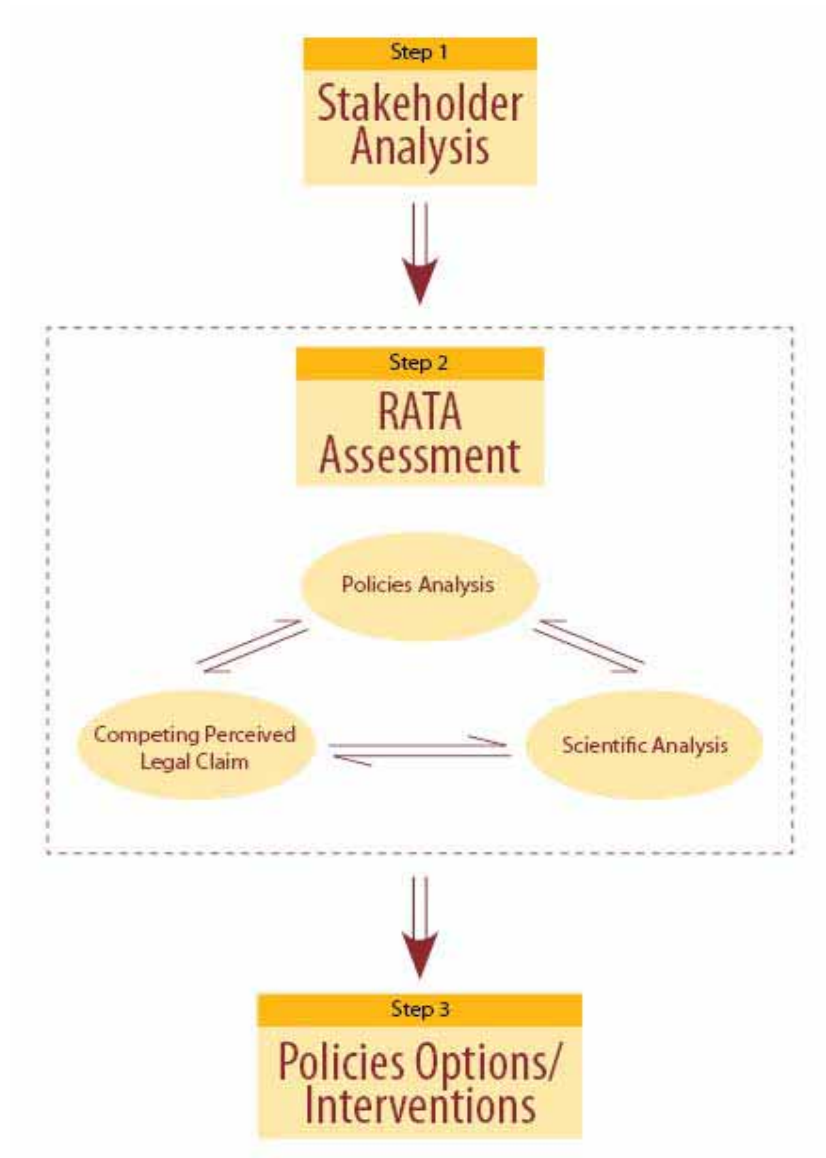 Step 1
Stakeholder
Analysis
Step 2
RATA
Assessment
Policies Analysis
Competing Perceived
Legal Claim
Scientific Analysis
Step 3
Policies Options/
Interventions